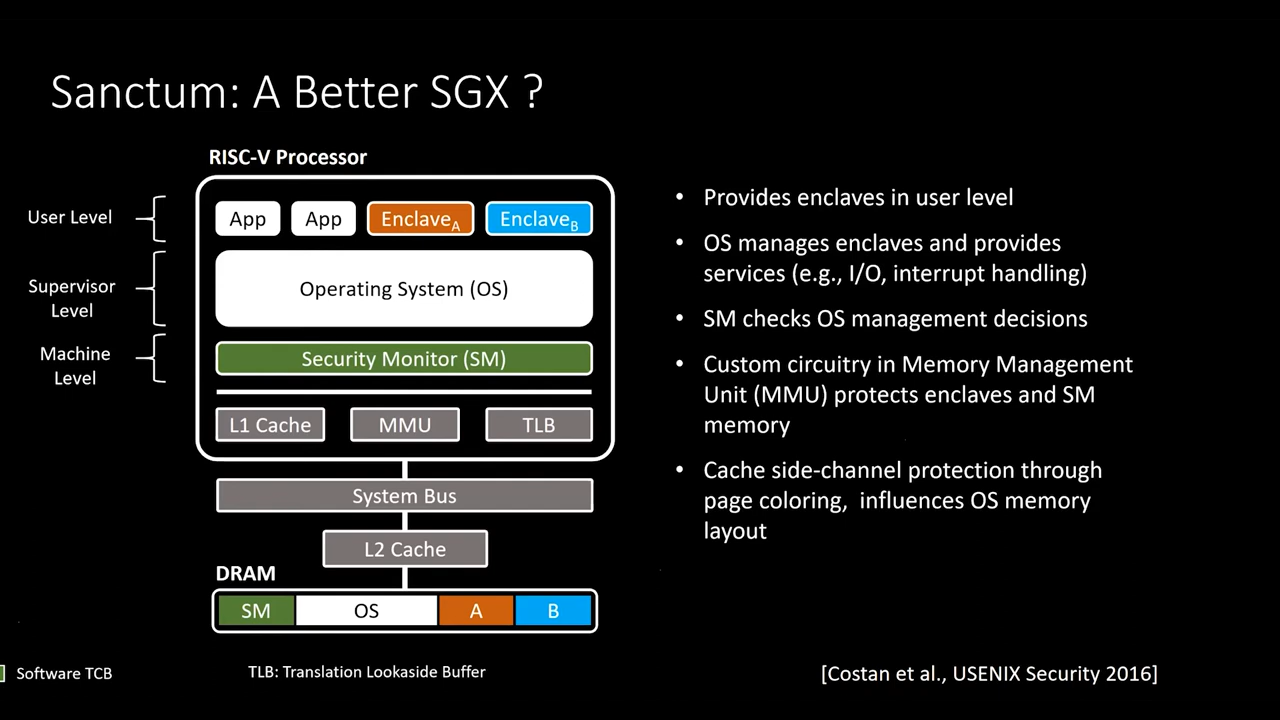 Sanctum: A Better SGX ?
RISC-V Processor
User Level
App
App
EnclaveA
EnclaveB
Supervisor
Level
Operating System (OS)
Machine
Level
Security Monitor (SM)
L1 Cache
MMU
TLB
System Bus
L2 Cache
DRAM
SM
OS
A
B
• Provides enclaves in user level
• OS manages enclaves and provides
services (e.g., I/O, interrupt handling)
• SM checks OS management decisions
• Custom circuitry in Memory Management
Unit (MMU) protects enclaves and SM
memory
• Cache side-channel protection through
page coloring, influences OS memory
layout
Software TCB
TLB: Translation Lookaside Buffer
[Costan et al., USENIX Security 2016]